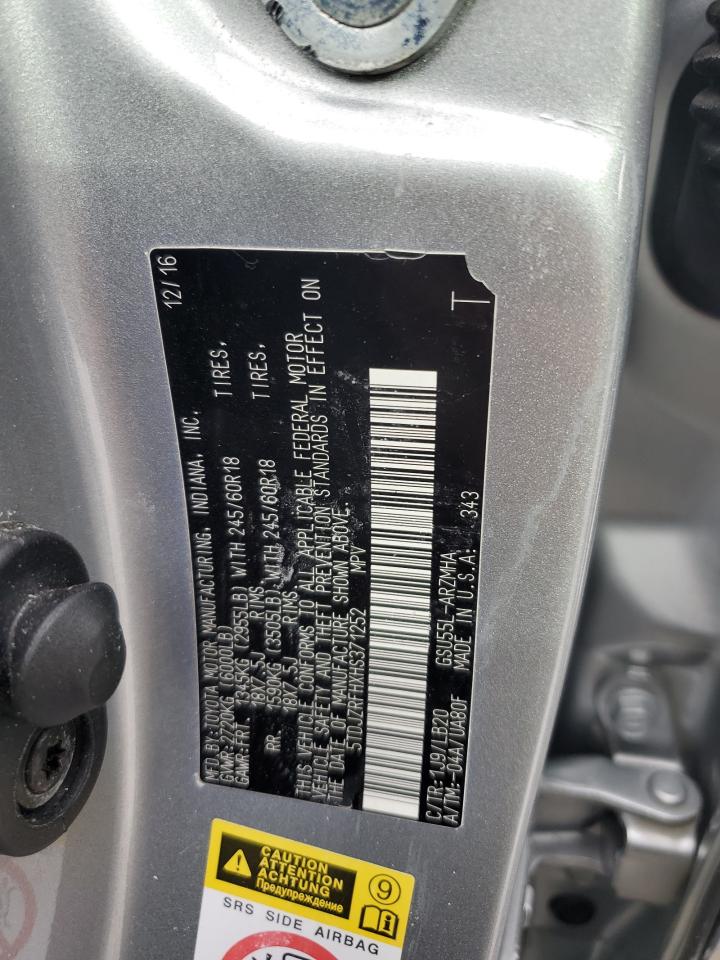 MFD. BY: TOYOTA MOTOR MANUFACTURING, INDIANA, INC. 12/16
GVWR: 2720KG (6000LB)
GAWR: FRT. 1345KG (2955LB) WITH 245/60R18 TIRES,
18X7.5J RIMS
RR. 1590KG (3505LB) WITH 245/60R18 TIRES,
18X7.5J RIMS
THIS VEHICLE CONFORMS TO ALL APPLICABLE FEDERAL MOTOR
VEHICLE SAFETY AND THEFT PREVENTION STANDARDS IN EFFECT ON
THE DATE OF MANUFACTURE SHOWN ABOVE.
5TDJZRFHXHS371252 MPV
C/TR: 1J9/LB20 GSU55L-ARZMHA T
A/TM:-04A/UA80F MADE IN U.S.A. 343
CAUTION
ATTENTION
ACHTUNG
Предупреждение
9
i
SRS SIDE AIRBAG